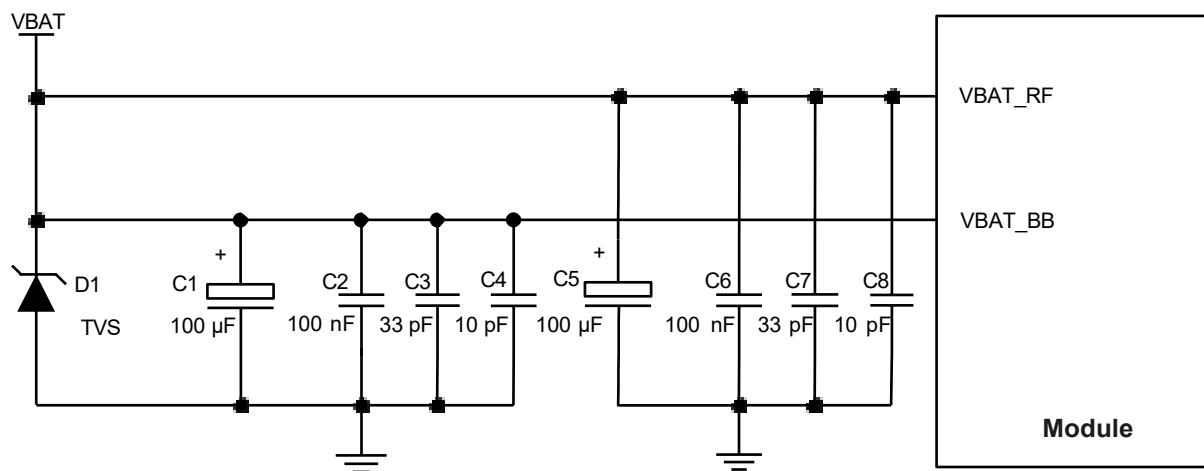 VBAT
VBAT_RF
VBAT_BB
+
+
D1
C1
C2
C3
C4
C5
C6
C7
C8
TVS
100 µF
100 nF
33 pF
10 pF
100 µF
100 nF
33 pF
10 pF
Module